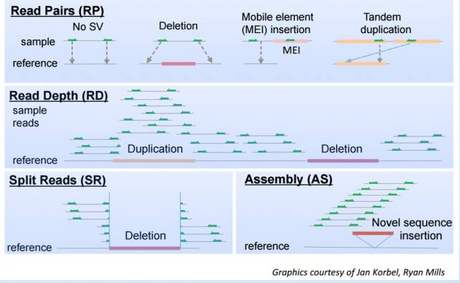 Read Pairs (RP)
No SV
Deletion
Mobile element
(MEI) insertion
Tandem
duplication
sample
MEI
reference
Read Depth (RD)
sample
reads
Duplication
Deletion
reference
Split Reads (SR)
Deletion
reference
Assembly (AS)
Novel sequence
insertion
reference
Graphics courtesy of Jan Korbel, Ryan Mills